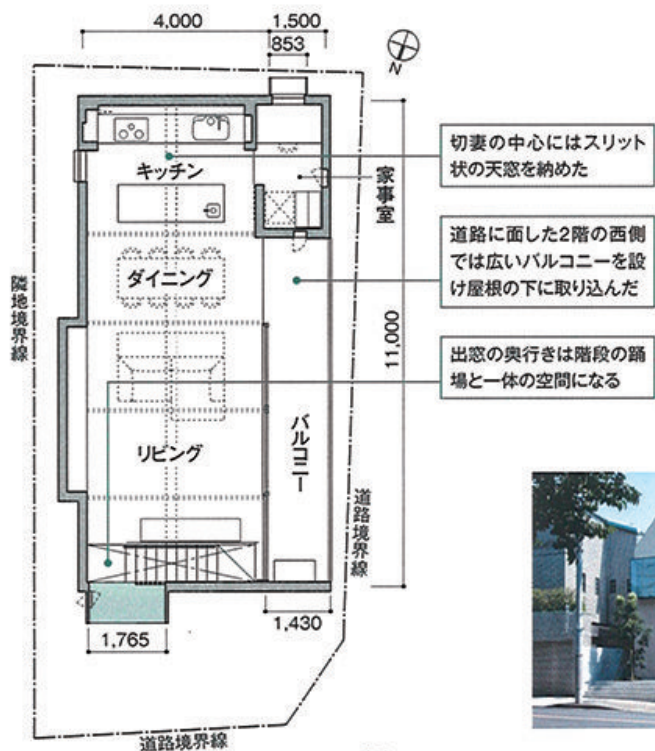 4,000
1,500
853
N
切妻の中心にはスリット
状の天窓を納めた
キッチン
家事室
道路に面した2階の西側
では広いバルコニーを設
け屋根の下に取り込んだ
ダイニング
隣地境界線
11,000
出窓の奥行きは階段の踊
場と一体の空間になる
リビング
バルコニー
道路境界線
1,765
1,430
道路境界線